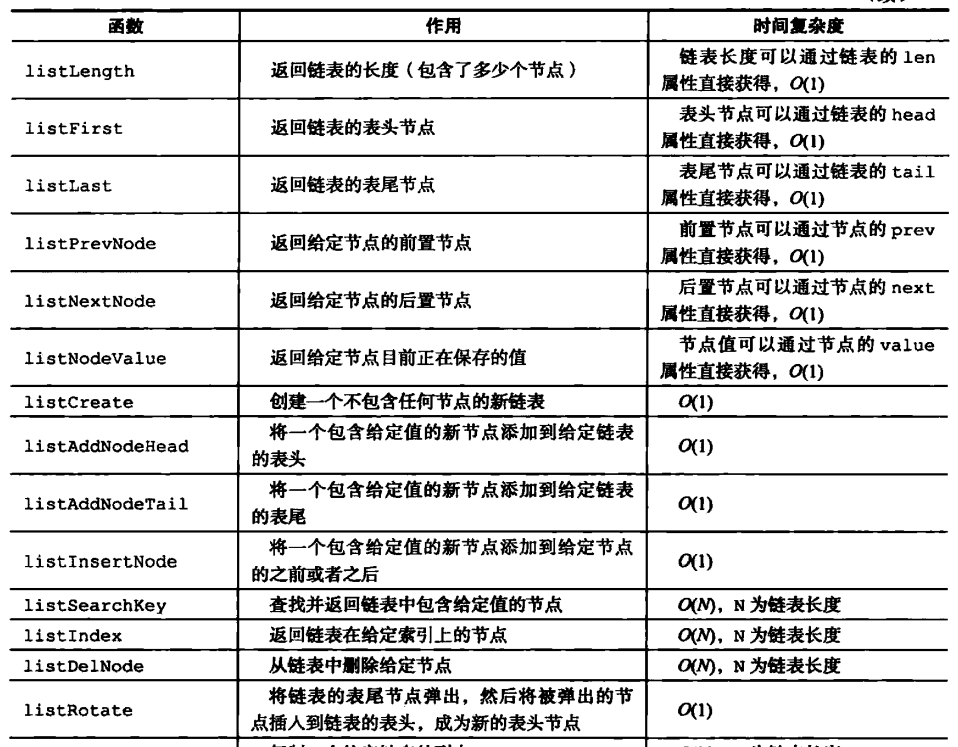 函数 作用 时间复杂度
listLength 返回链表的长度（包含了多少个节点） 链表长度可以通过链表的 len
属性直接获得，O(1)
listFirst 返回链表的表头节点 表头节点可以通过链表的 head
属性直接获得，O(1)
listLast 返回链表的表尾节点 表尾节点可以通过链表的 tail
属性直接获得，O(1)
listPrevNode 返回给定节点的前置节点 前置节点可以通过节点的 prev
属性直接获得，O(1)
listNextNode 返回给定节点的后置节点 后置节点可以通过节点的 next
属性直接获得，O(1)
listNodeValue 返回给定节点目前正在保存的值 节点值可以通过节点的 value
属性直接获得，O(1)
listCreate 创建一个不包含任何节点的新链表 O(1)
listAddNodeHead 将一个包含给定值的新节点添加到给定链表
的表头 O(1)
listAddNodeTail 将一个包含给定值的新节点添加到给定链表
的表尾 O(1)
listInsertNode 将一个包含给定值的新节点添加到给定节点
的之前或者之后 O(1)
listSearchKey 查找并返回链表中包含给定值的节点 O(N)，N 为链表长度
listIndex 返回链表在给定索引上的节点 O(N)，N 为链表长度
listDelNode 从链表中删除给定节点 O(N)，N 为链表长度
listRotate 将链表的表尾节点弹出，然后将被弹出的节
点插入到链表的表头，成为新的表头节点 O(1)